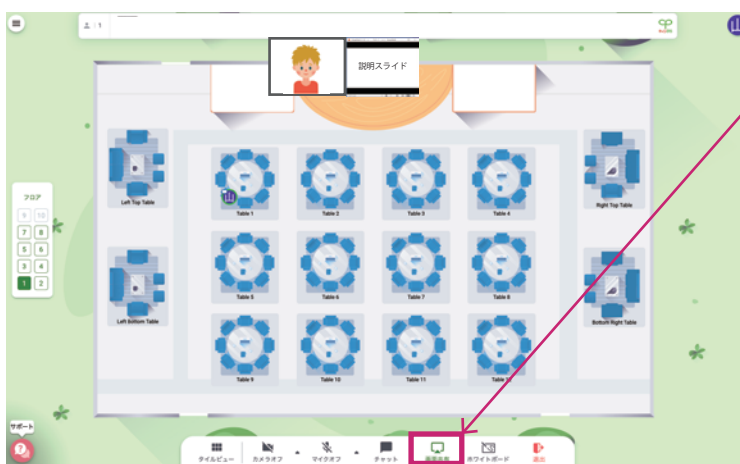 1
説明スライド
Left Top Table
Right Top Table
Table 1
Table 2
Table 3
Table 4
フロア
9 10
7 8
5 6
3 4
1 2
Table 5
Table 6
Table 7
Table 8
Left Bottom Table
Bottom Right Table
Table 9
Table 10
Table 11
サポート
タイルビュー
カメラオフ
マイクオフ
チャット
画面共有
ホワイトボード
退出